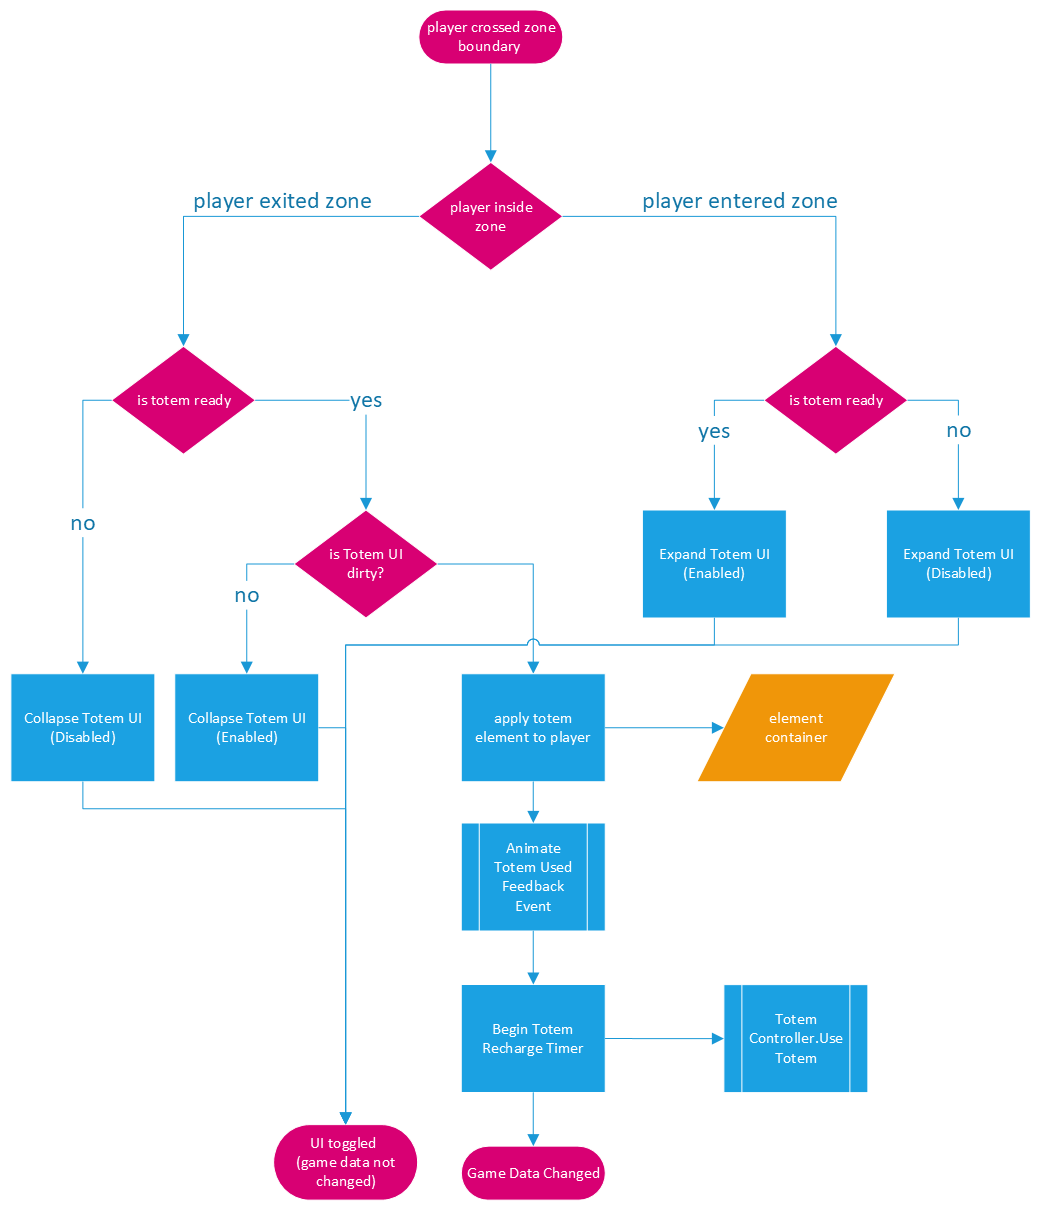 player crossed zone
boundary
player exited zone
player entered zone
player inside
zone
is totem ready
yes
is totem ready
yes
no
no
is Totem UI
dirty?
Expand Totem UI
(Enabled)
Expand Totem UI
(Disabled)
no
Collapse Totem UI
(Disabled)
Collapse Totem UI
(Enabled)
apply totem
element to player
element
container
Animate
Totem Used
Feedback
Event
Begin Totem
Recharge Timer
Totem
Controller.Use
Totem
UI toggled
(game data not
changed)
Game Data Changed